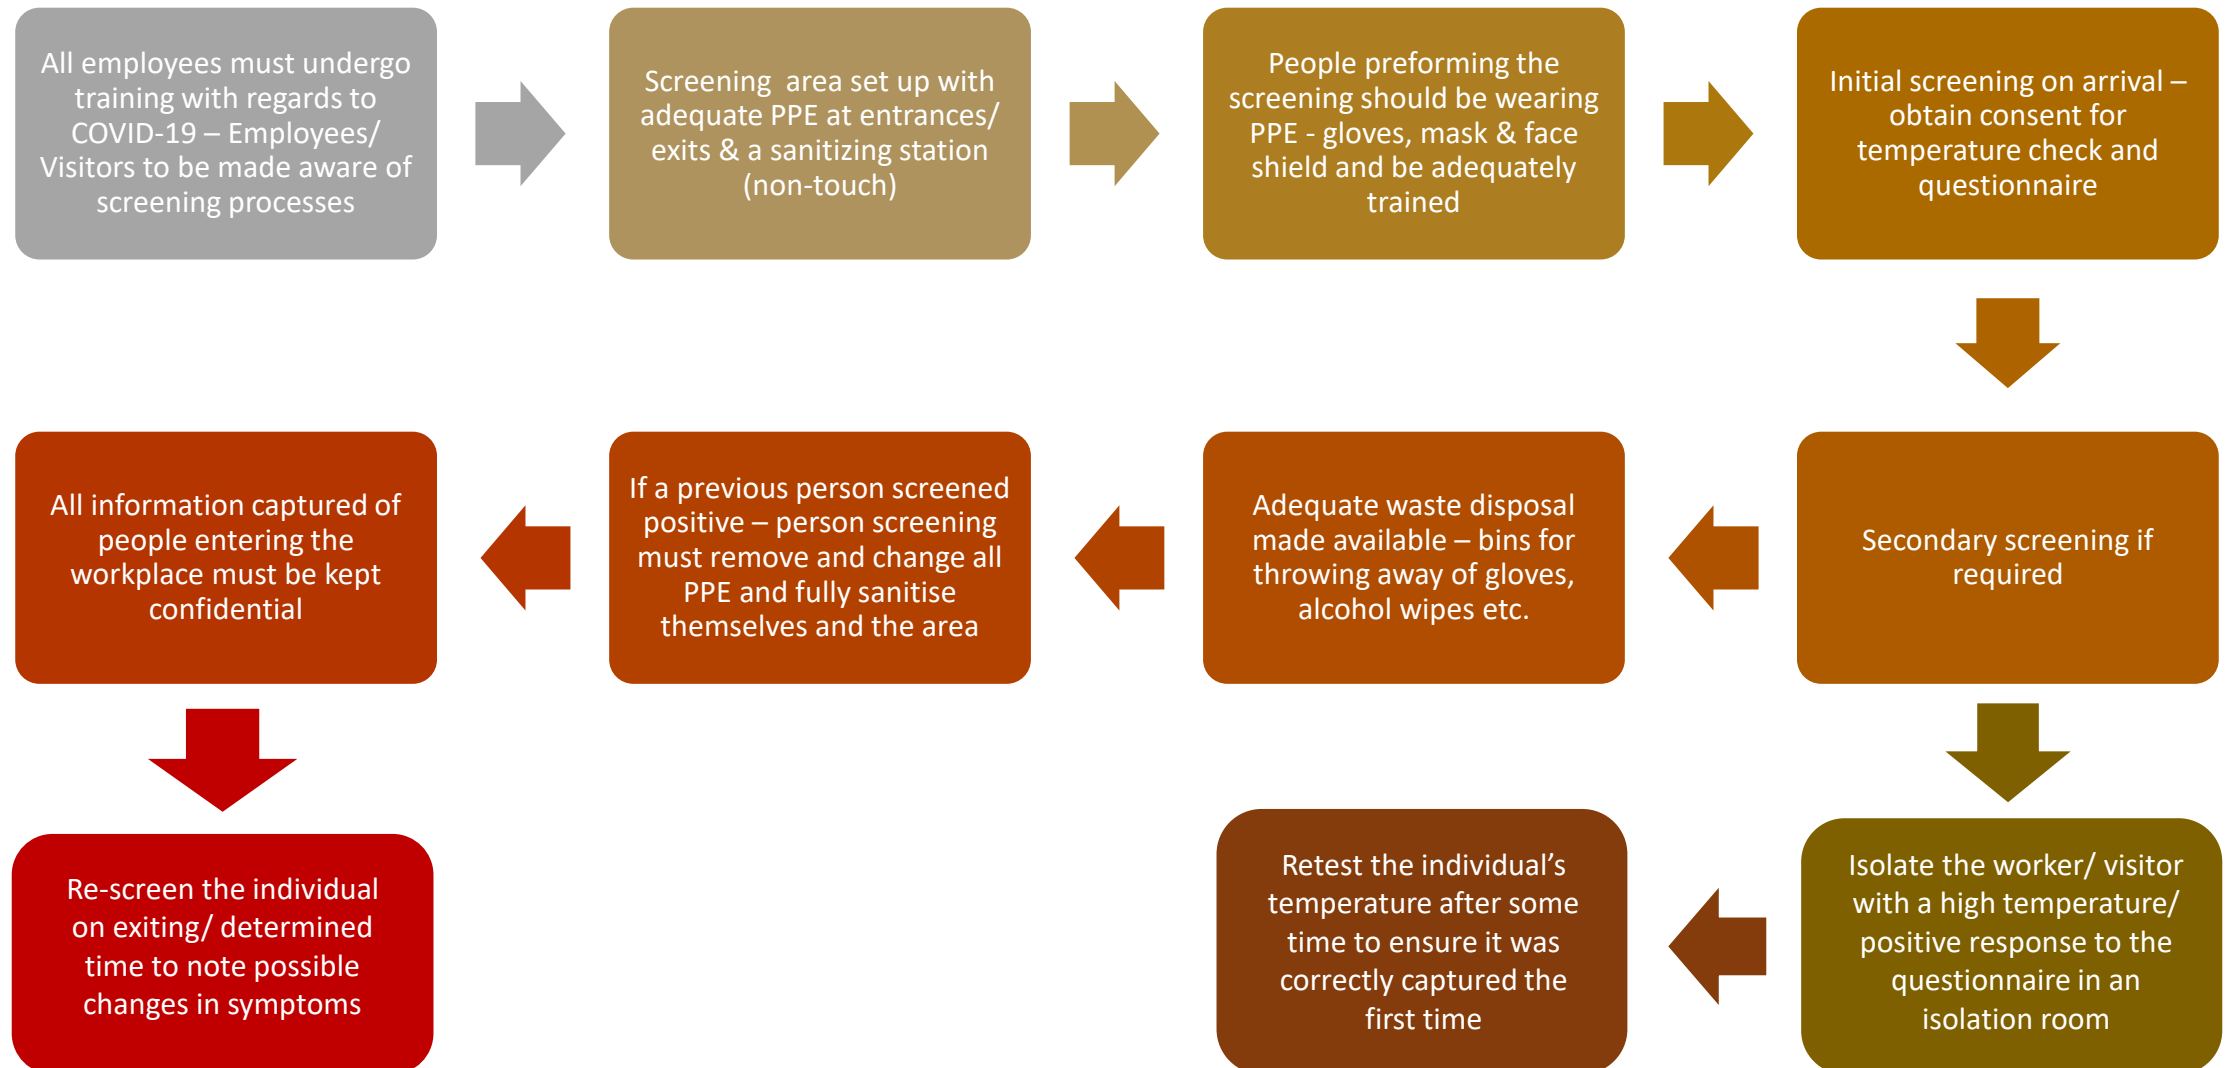 All employees must undergo
training with regards to
COVID-19 – Employees/
Visitors to be made aware of
screening processes
Screening  area set up with
adequate PPE at entrances/
exits & a sanitizing station
(non-touch)
People preforming the
screening should be wearing
PPE - gloves, mask & face
shield and be adequately
trained
Initial screening on arrival –
obtain consent for
temperature check and
questionnaire
Secondary screening if
required
Adequate waste disposal
made available – bins for
throwing away of gloves,
alcohol wipes etc.
If a previous person screened
positive – person screening
must remove and change all
PPE and fully sanitise
themselves and the area
All information captured of
people entering the
workplace must be kept
confidential
Re-screen the individual
on exiting/ determined
time to note possible
changes in symptoms
Isolate the worker/ visitor
with a high temperature/
positive response to the
questionnaire in an
isolation room
Retest the individual’s
temperature after some
time to ensure it was
correctly captured the
first time